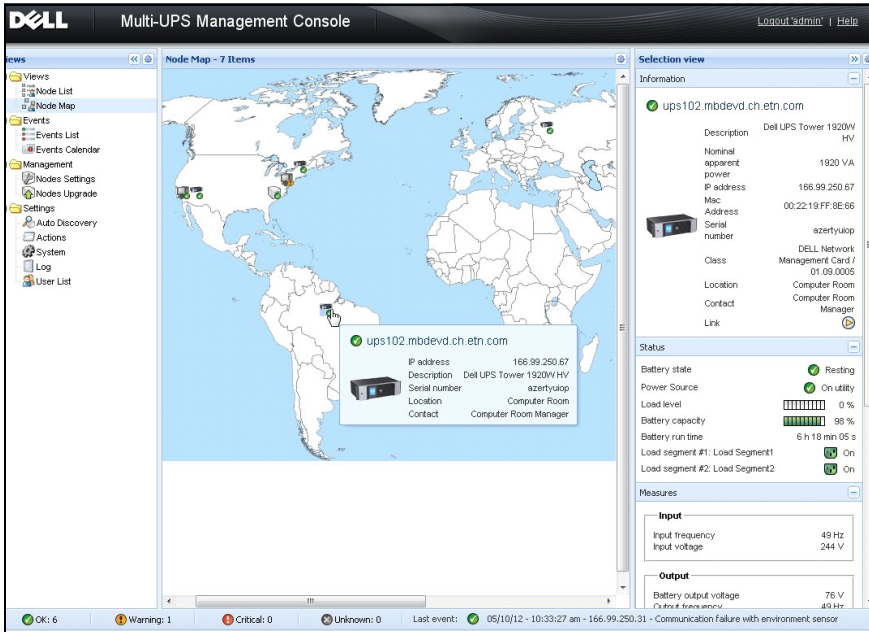 DELL Multi-UPS Management Console Logout 'admin' | Help
iews
Views
Node List
Node Map
Events
Events List
Events Calendar
Management
Nodes Settings
Nodes Upgrade
Settings
Auto Discovery
Actions
System
Log
User List
Node Map - 7 Items
ups102.mbdevd.ch.etn.com
IP address 166.99.250.67
Description Dell UPS Tower 1920W HV
Serial number azertyuiop
Location Computer Room
Contact Computer Room Manager
Selection view
Information
ups102.mbdevd.ch.etn.com
Description Dell UPS Tower 1920W HV
Nominal apparent power 1920 VA
IP address 166.99.250.67
Mac Address 00:22:19:FF:8E:66
Serial number azertyuiop
Class DELL Network Management Card / 01.09.0005
Location Computer Room
Contact Computer Room Manager
Link
Status
Battery state Resting
Power Source On utility
Load level 0 %
Battery capacity 98 %
Battery run time 6 h 18 min 05 s
Load segment #1: Load Segment1 On
Load segment #2: Load Segment2 On
Measures
Input
Input frequency 49 Hz
Input voltage 244 V
Output
Battery output voltage 76 V
Output frequency 49 Hz
OK: 6 Warning: 1 Critical: 0 Unknown: 0 Last event: 05/10/12 - 10:33:27 am - 166.99.250.31 - Communication failure with environment sensor